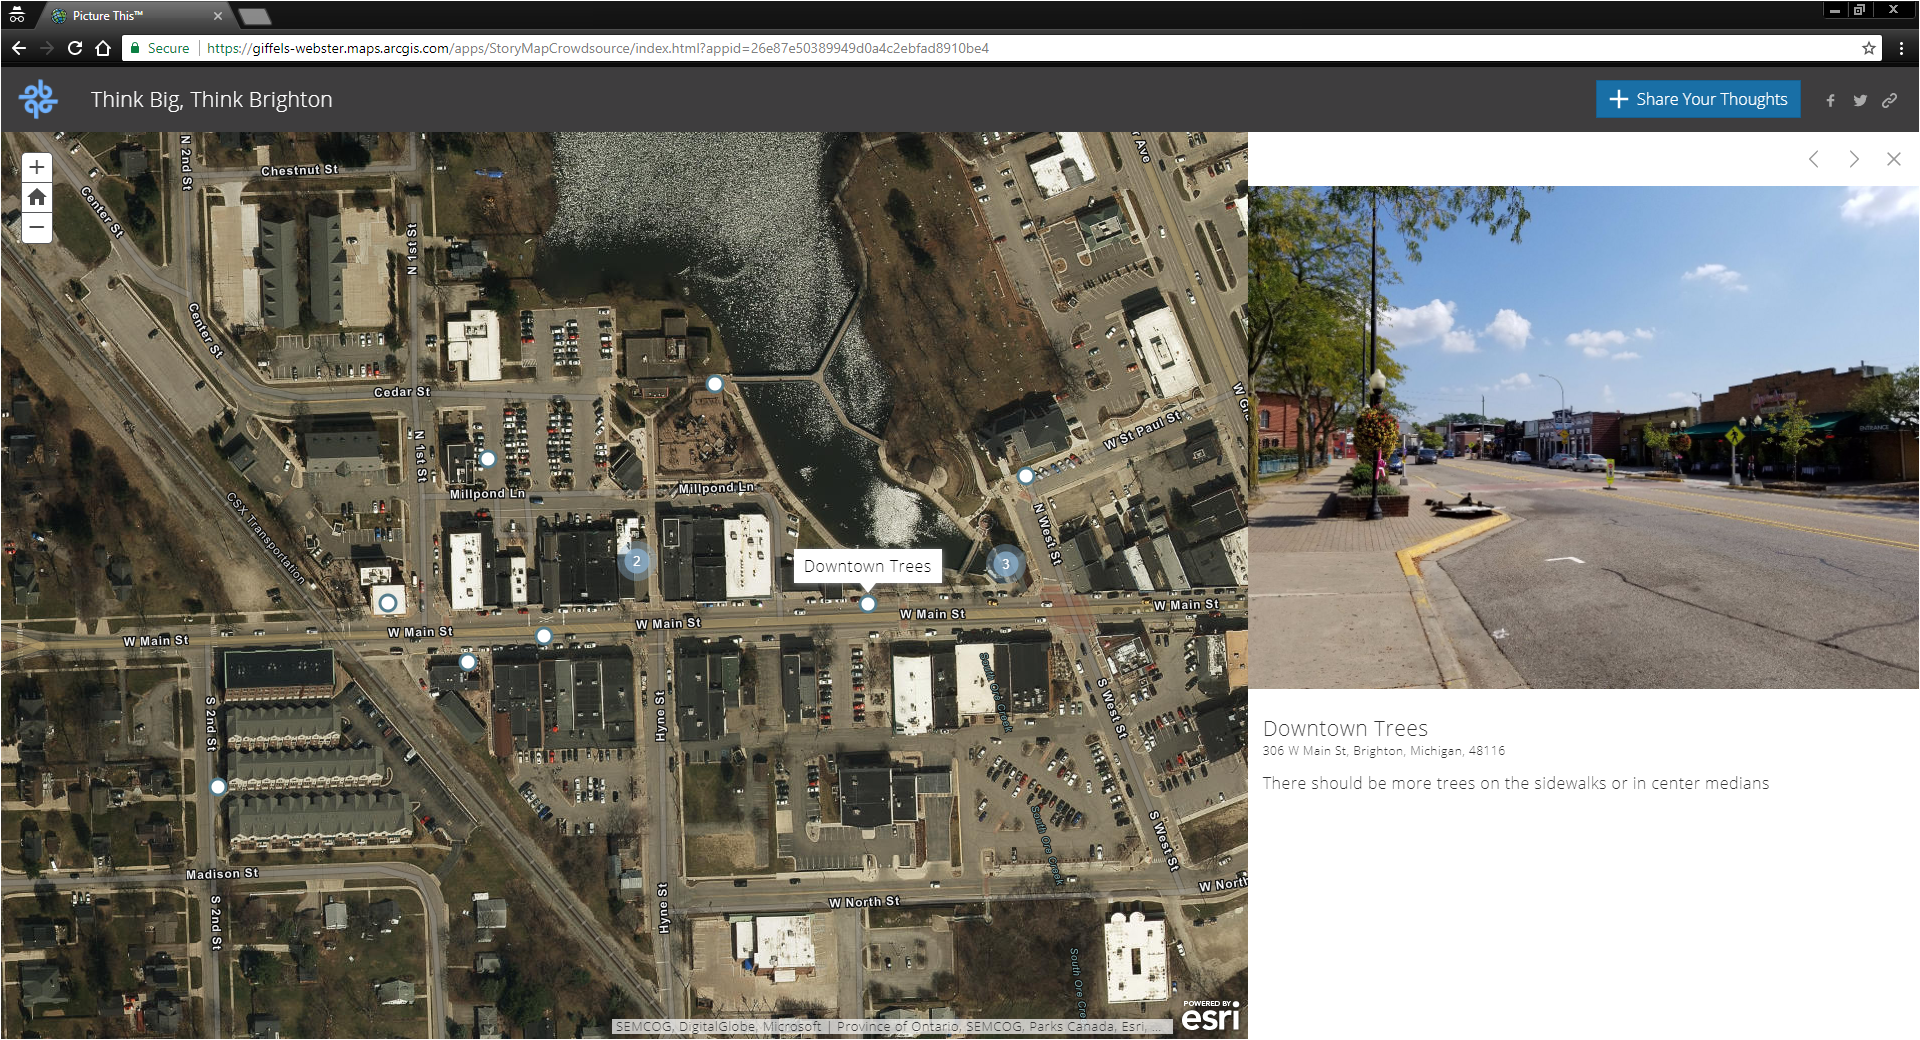 Picture This™
Secure
https://giffels-webster.maps.arcgis.com/apps/StoryMapCrowdsource/index.html?appid=26e87e50389949d0a4c2ebfad8910be4
Think Big, Think Brighton
+ Share Your Thoughts
N 2nd St
Chestnut St
Center St
N 1st St
Center St
Cedar St
N 1st St
Millpond Ln
Millpond Ln
W St Paul St
CSX Transportation
N West St
2
3
Downtown Trees
W Main St
W Main St
W Main St
W Main St
W Main St
S 2nd St
Hyne St
South Ore Creek
S West St
South Ore Creek
S West St
Madison St
S 2nd St
Hyne St
W North St
W North
South Ore Cre
SEMCOG, DigitalGlobe, Microsoft | Province of Ontario, SEMCOG, Parks Canada, Esri, ...
POWERED BY
esri
ENTRANCE
Downtown Trees
306 W Main St, Brighton, Michigan, 48116
There should be more trees on the sidewalks or in center medians